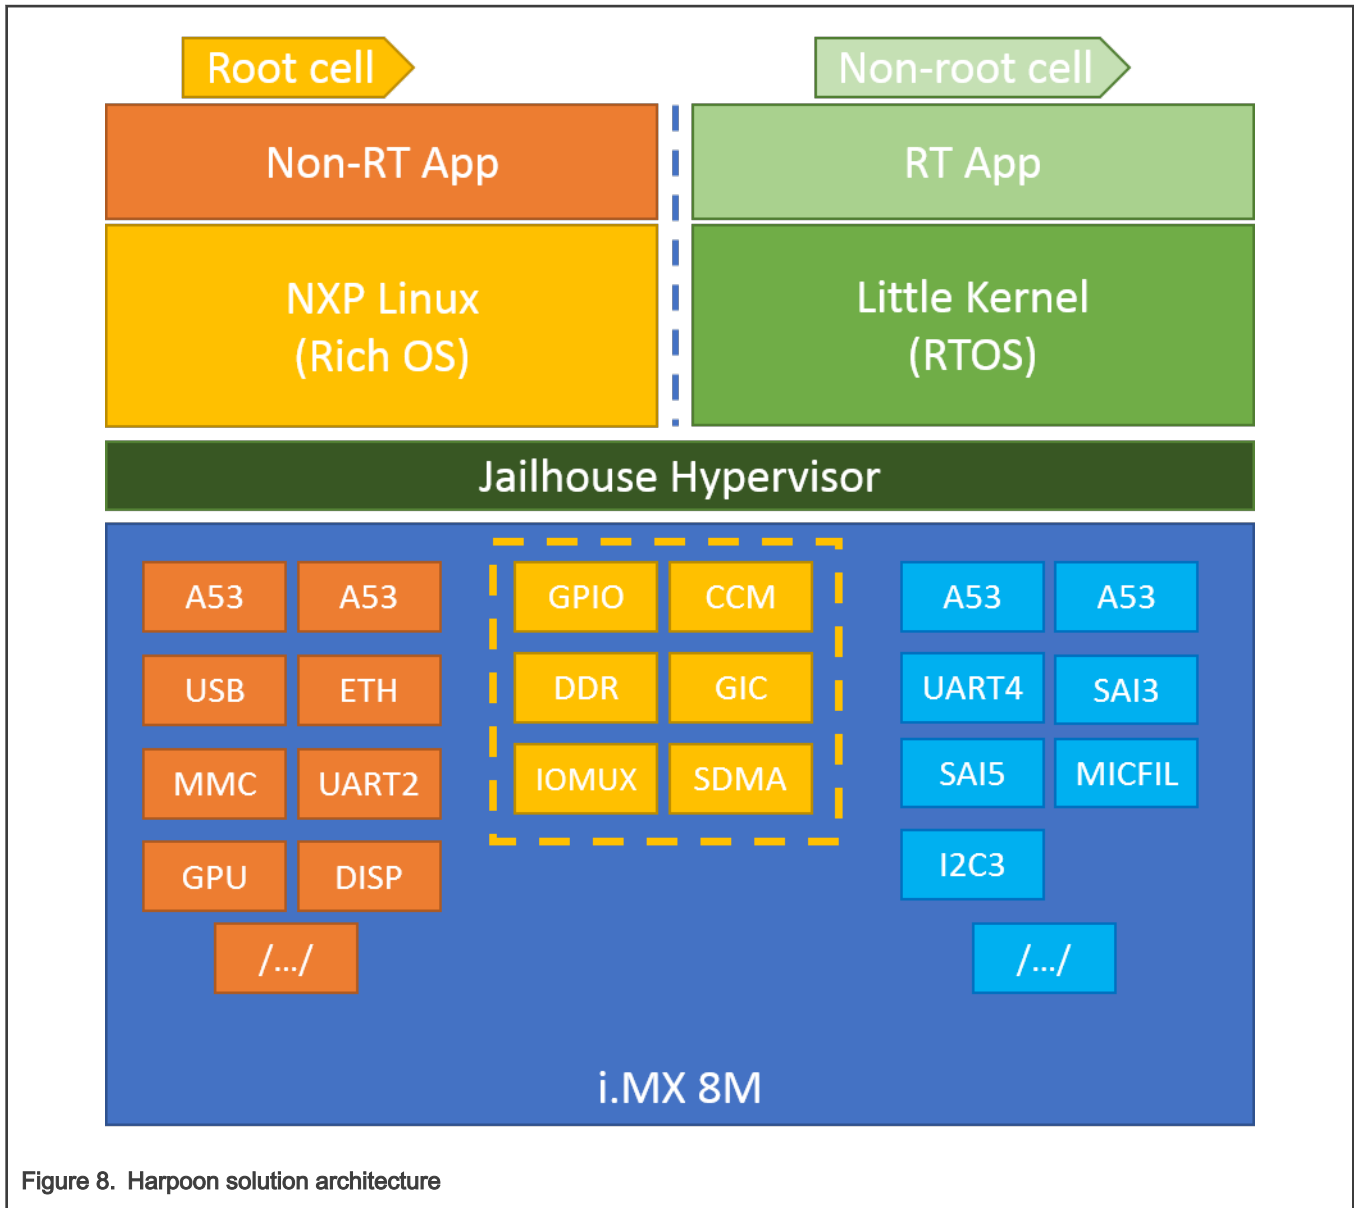 Root cell
Non-root cell
Non-RT App
RT App
NXP Linux
(Rich OS)
Little Kernel
(RTOS)
Jailhouse Hypervisor
A53
A53
USB
ETH
MMC
UART2
GPU
DISP
/.../
GPIO
CCM
DDR
GIC
IOMUX
SDMA
A53
A53
UART4
SAI3
SAI5
MICFIL
I2C3
/.../
i.MX 8M
Figure 8. Harpoon solution architecture